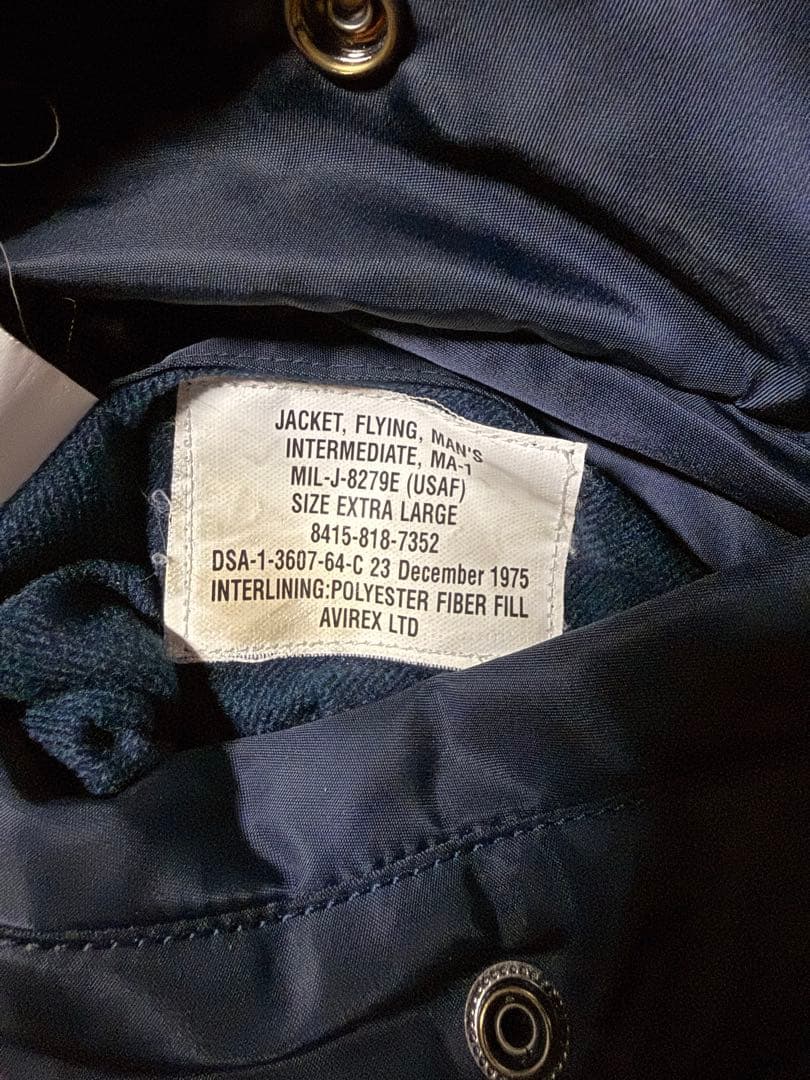 JACKET, FLYING, MAN'S
INTERMEDIATE, MA-1
MIL-J-8279E (USAF)
SIZE EXTRA LARGE
8415-818-7352
DSA-1-3607-64-C 23 December 1975
INTERLINING:POLYESTER FIBER FILL
AVIREX LTD